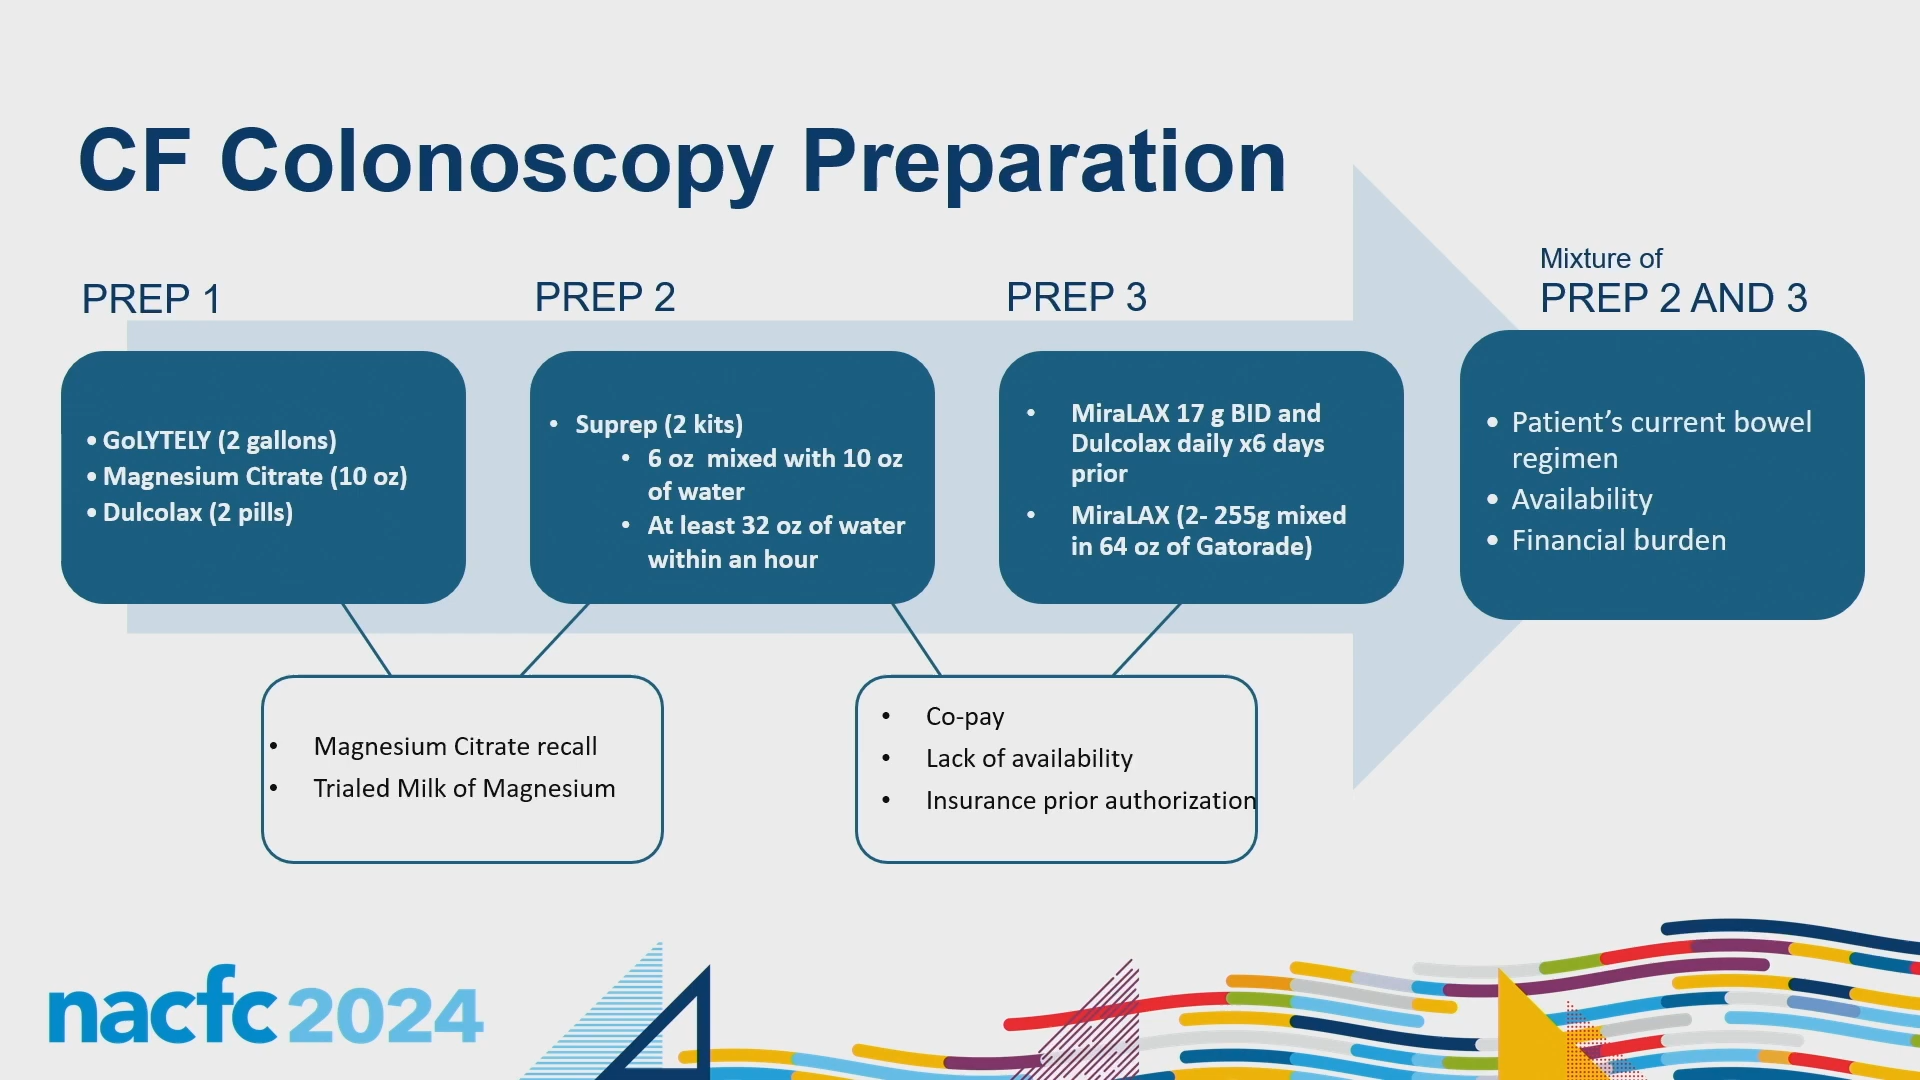 CF Colonoscopy Preparation
PREP 1
• GoLYTELY (2 gallons)
• Magnesium Citrate (10 oz)
• Dulcolax (2 pills)
PREP 2
• Suprep (2 kits)
• 6 oz mixed with 10 oz
of water
• At least 32 oz of water
within an hour
PREP 3
• MiraLAX 17 g BID and
Dulcolax daily x6 days
prior
• MiraLAX (2- 255g mixed
in 64 oz of Gatorade)
Mixture of
PREP 2 AND 3
• Patient’s current bowel
regimen
• Availability
• Financial burden
• Magnesium Citrate recall
• Trialed Milk of Magnesium
• Co-pay
• Lack of availability
• Insurance prior authorization
nacfc 2024